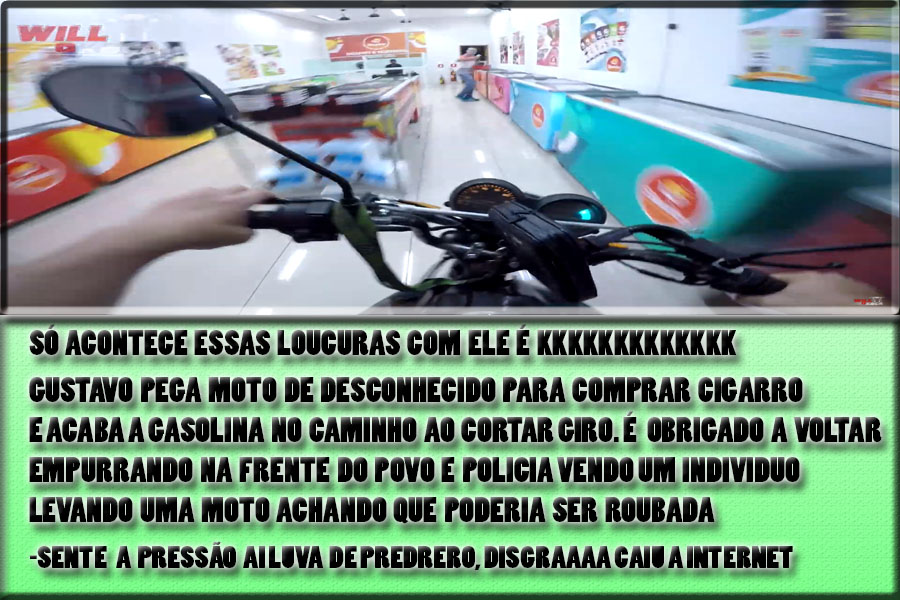 WILL
SÓ ACONTECE ESSAS LOUCURAS COM ELE É KKKKKKKKKKKKK
GUSTAVO PEGA MOTO DE DESCONHECIDO PARA COMPRAR CIGARRO
E ACABA A GASOLINA NO CAMINHO AO CORTAR GIRO. É OBRIGADO A VOLTAR
EMPURRANDO NA FRENTE DO POVO E POLICIA VENDO UM INDIVIDUO
LEVANDO UMA MOTO ACHANDO QUE PODERIA SER ROUBADA
-SENTE A PRESSÃO AI LUVA DE PREDRERO, DISGRAAAA CAIU A INTERNET